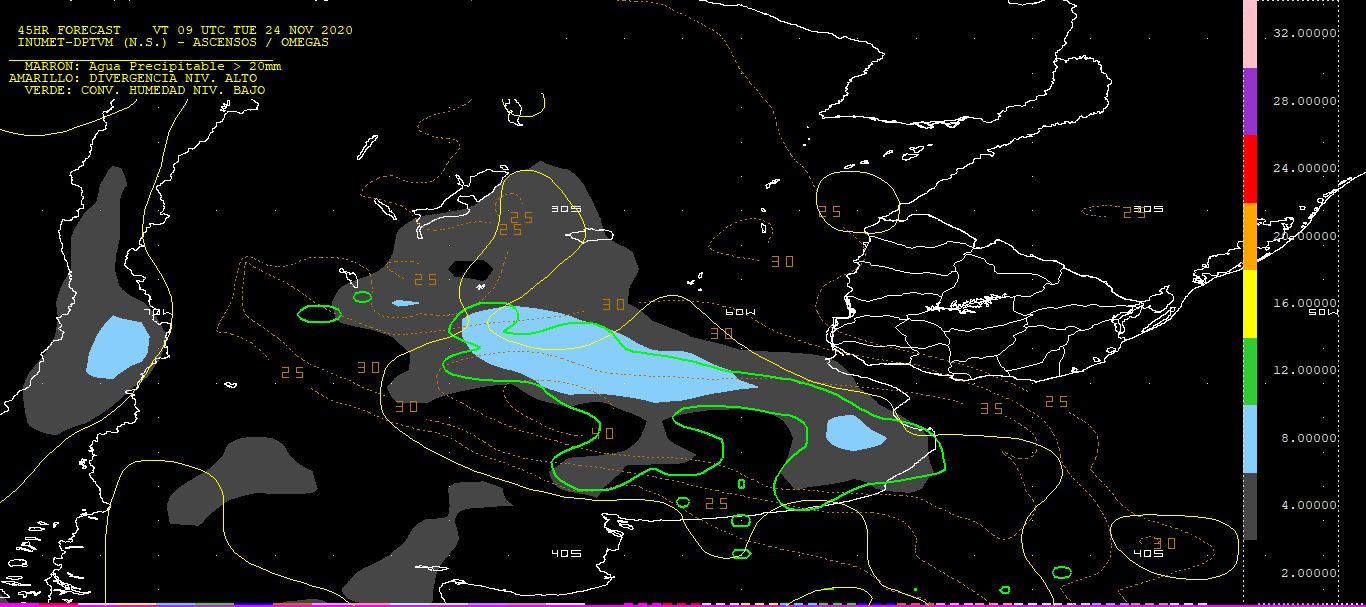 45HR FORECAST VT 09 UTC TUE 24 NOV 2020
INUMET-DPTVM (N.S.) - ASCENSOS / OMEGAS
MARRON: Agua Precipitable > 20mm
AMARILLO: DIVERGENCIA NIV. ALTO
VERDE: CONV. HUMEDAD NIV. BAJO
32.00000
28.00000
24.00000
20.00000
16.00000
12.00000
8.00000
4.00000
2.00000
30S
25
25
25
25
30S
30
25
30
70W
60W
50W
30
30
25
30
35
25
40
25
40S
30
40S